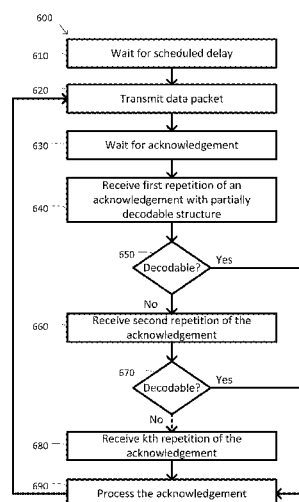 600
610
Wait for scheduled delay
620
Transmit data packet
630
Wait for acknowledgement
640
Receive first repetition of an
acknowledgement with partially
decodable structure
650
Decodable?
Yes
No
660
Receive second repetition of the
acknowledgement
670
Decodable?
Yes
No
680
Receive kth repetition of the
acknowledgement
690
Process the acknowledgement